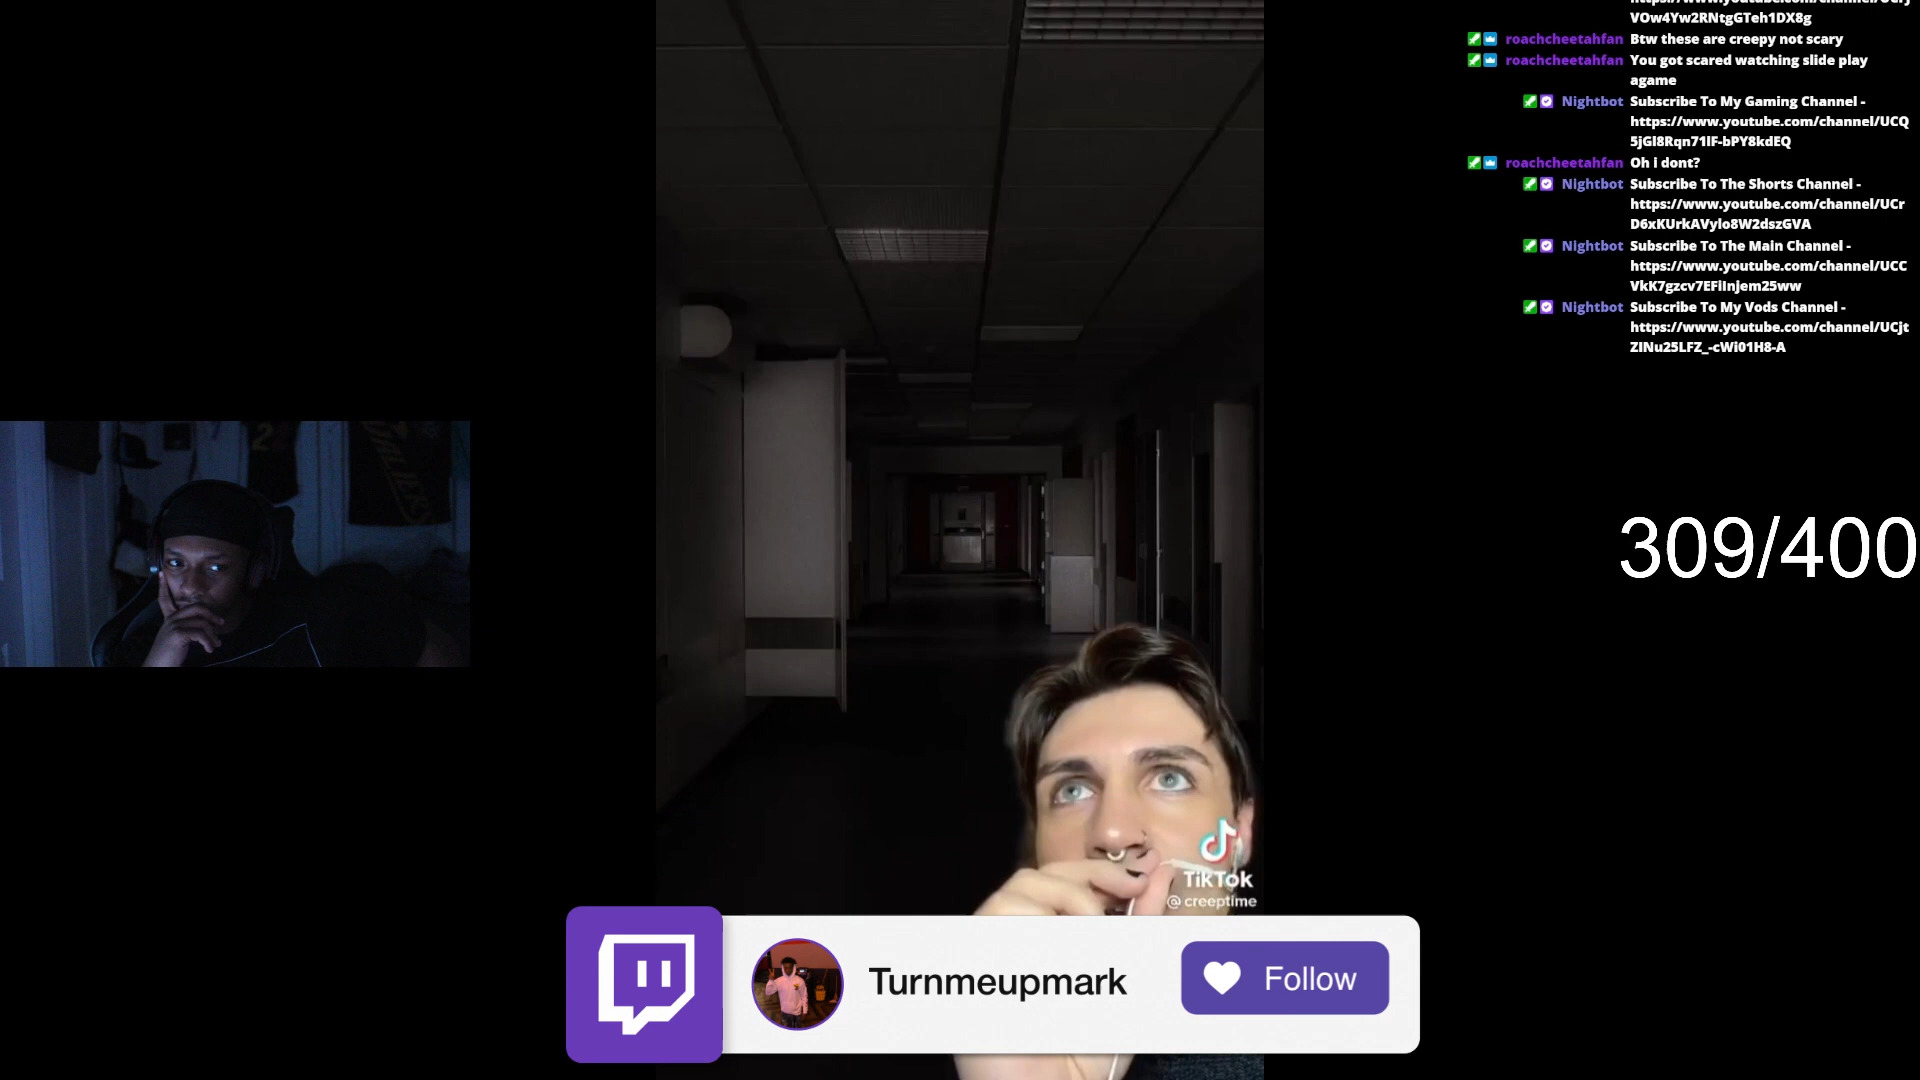 VOw4Yw2RNtgGTeh1DX8g
roachcheetahfan Btw these are creepy not scary
roachcheetahfan You got scared watching slide play
agame
Nightbot Subscribe To My Gaming Channel -
https://www.youtube.com/channel/UCQ
5jGl8Rqn71lF-bPY8kdEQ
roachcheetahfan Oh i dont?
Nightbot Subscribe To The Shorts Channel -
https://www.youtube.com/channel/UCr
D6xKUrkAVylo8W2dszGVA
Nightbot Subscribe To The Main Channel -
https://www.youtube.com/channel/UCC
VkK7gzcv7EFiInjem25ww
Nightbot Subscribe To My Vods Channel -
https://www.youtube.com/channel/UCjt
ZINu25LFZ_-cWi01H8-A
2
309/400
TikTok
@creeptime
Turnmeupmark
Follow